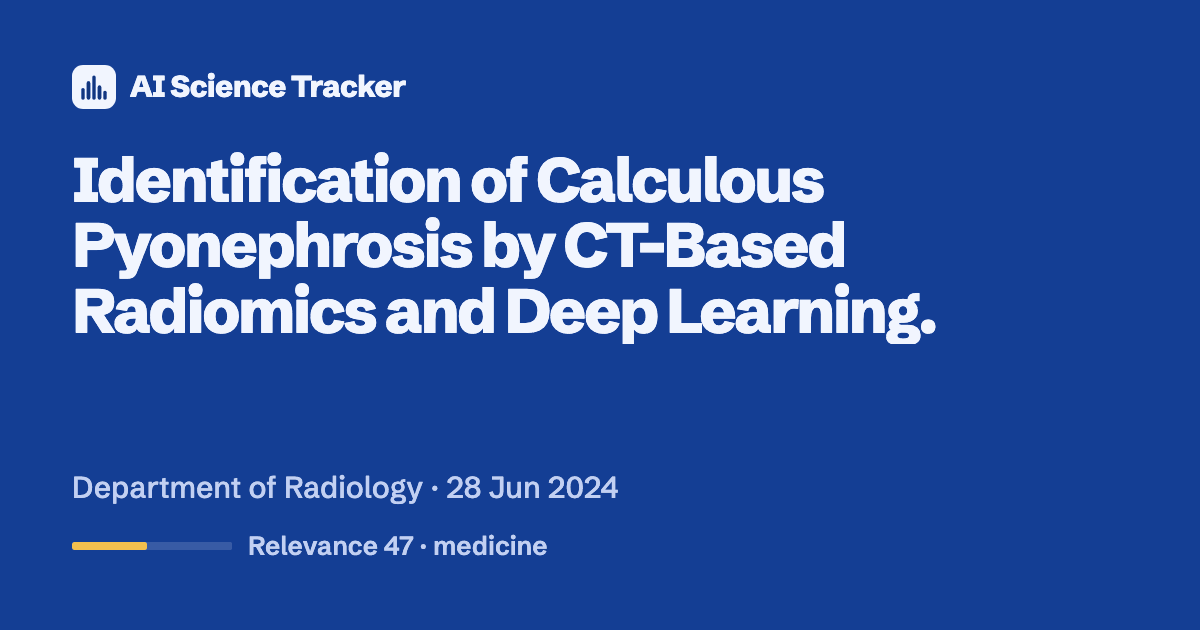 AI Science Tracker
Identification of Calculous
Pyonephrosis by CT-Based
Radiomics and Deep Learning.
Department of Radiology · 28 Jun 2024
Relevance 47 · medicine